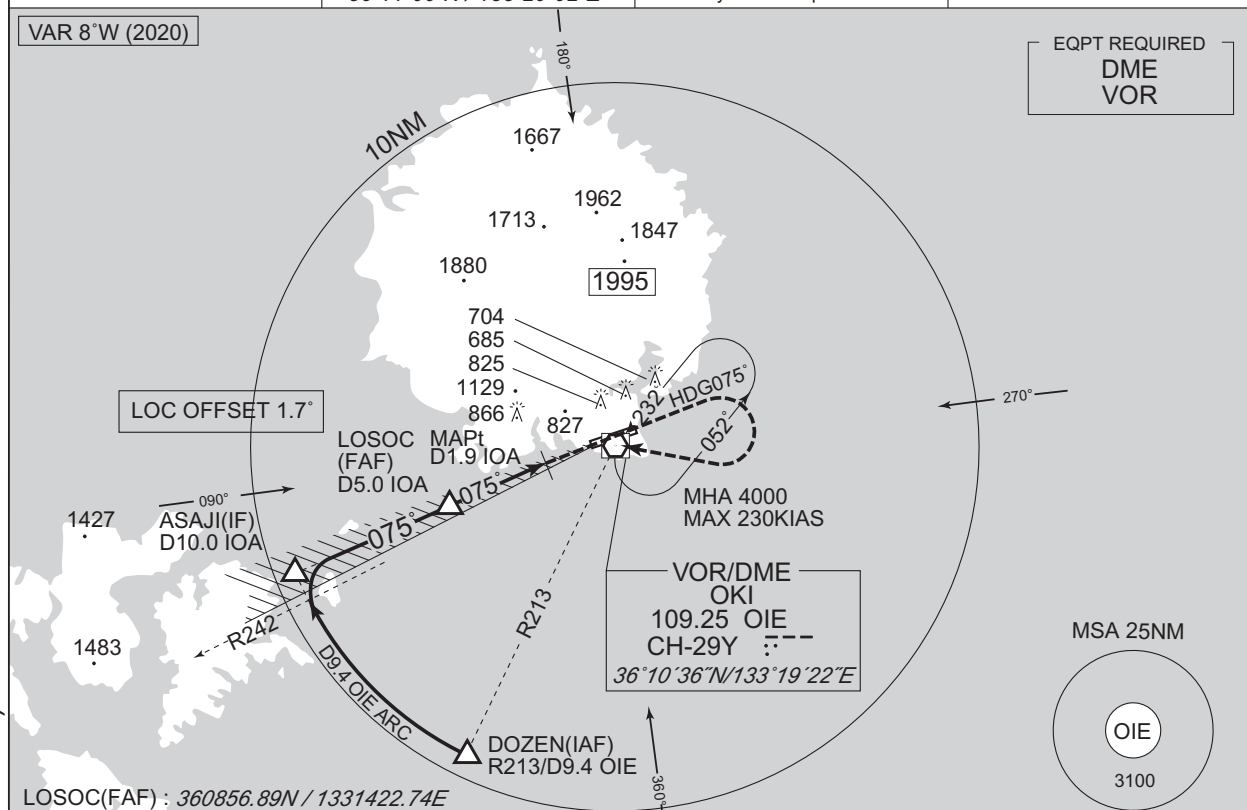 VAR 8°W (2020)
180°
EQPT REQUIRED
DME
VOR
10NM
1667
1962
1713
1847
1880
1995
704
685
825
1129
866
827
232°
HDG075°
052°
270°
LOC OFFSET 1.7°
LOSOC
(FAF)
D5.0 IOA
MAPt
D1.9 IOA
075°
075°
MHA 4000
MAX 230KIAS
090°
1427
ASAJI(IF)
D10.0 IOA
VOR/DME
OKI
109.25 OIE
CH-29Y
36°10´36˝N/133°19´22˝E
R213
R242
1483
D9.4 OIE ARC
MSA 25NM
OIE
3100
DOZEN(IAF)
R213/D9.4 OIE
360°
LOSOC(FAF) : 360856.89N / 1331422.74E